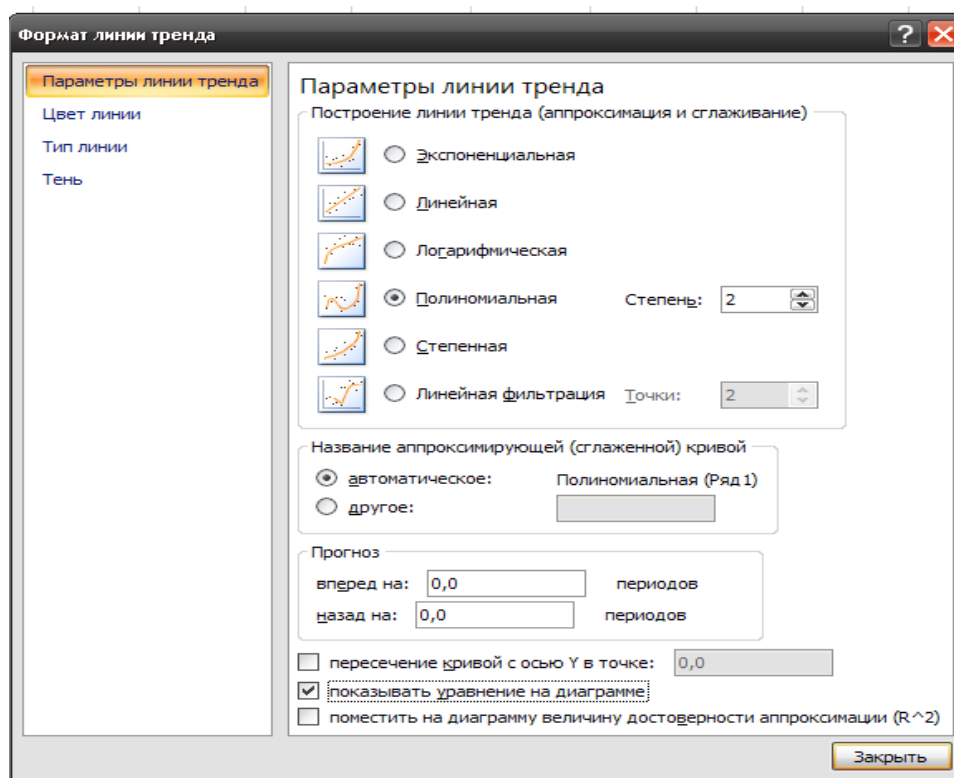 Формат линии тренда
Параметры линии тренда
Цвет линии
Тип линии
Тень
Параметры линии тренда
Построение линии тренда (аппроксимация и сглаживание)
Экспоненциальная
Линейная
Логарифмическая
Полиномиальная Степень: 2
Степенная
Линейная фильтрация Точки: 2
Название аппроксимирующей (сглаженной) кривой
автоматическое: Полиномиальная (Ряд1)
другое:
Прогноз
вперед на: 0,0 периодов
назад на: 0,0 периодов
пересечение кривой с осью Y в точке: 0,0
показывать уравнение на диаграмме
поместить на диаграмму величину достоверности аппроксимации (R^2)
Закрыть